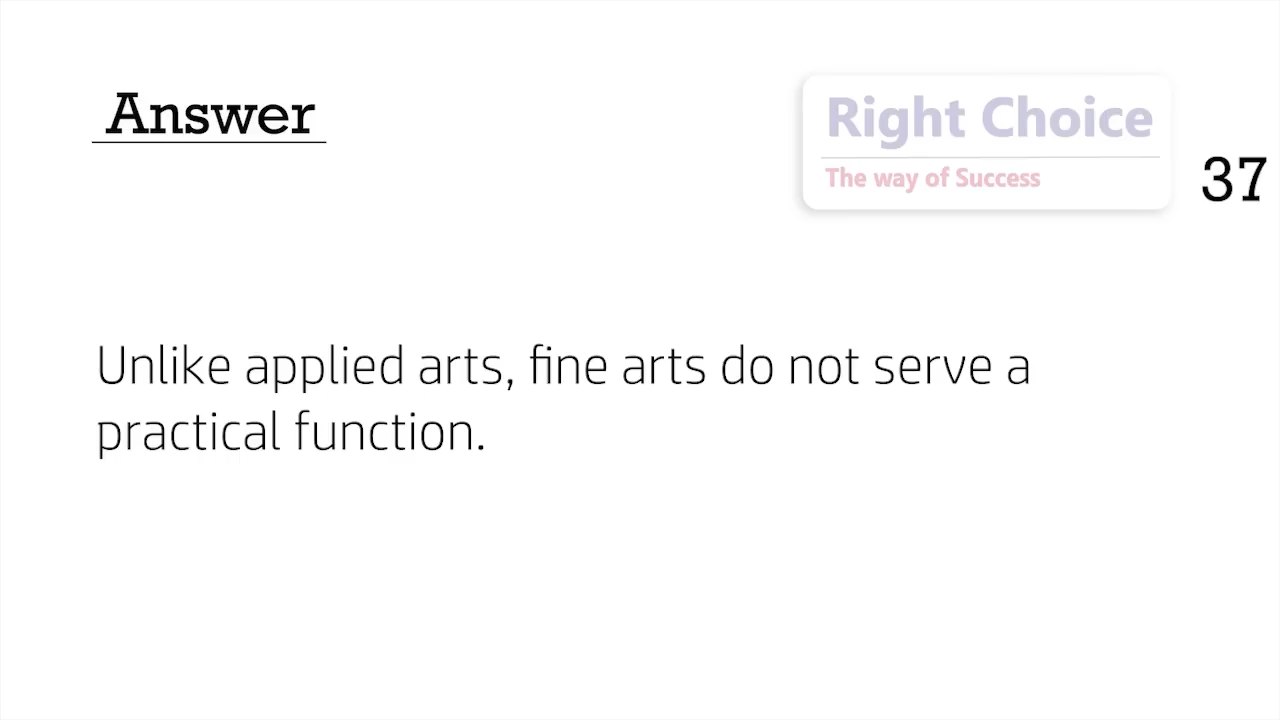 Answer
Right Choice
The way of Success
37
Unlike applied arts, fine arts do not serve a
practical function.